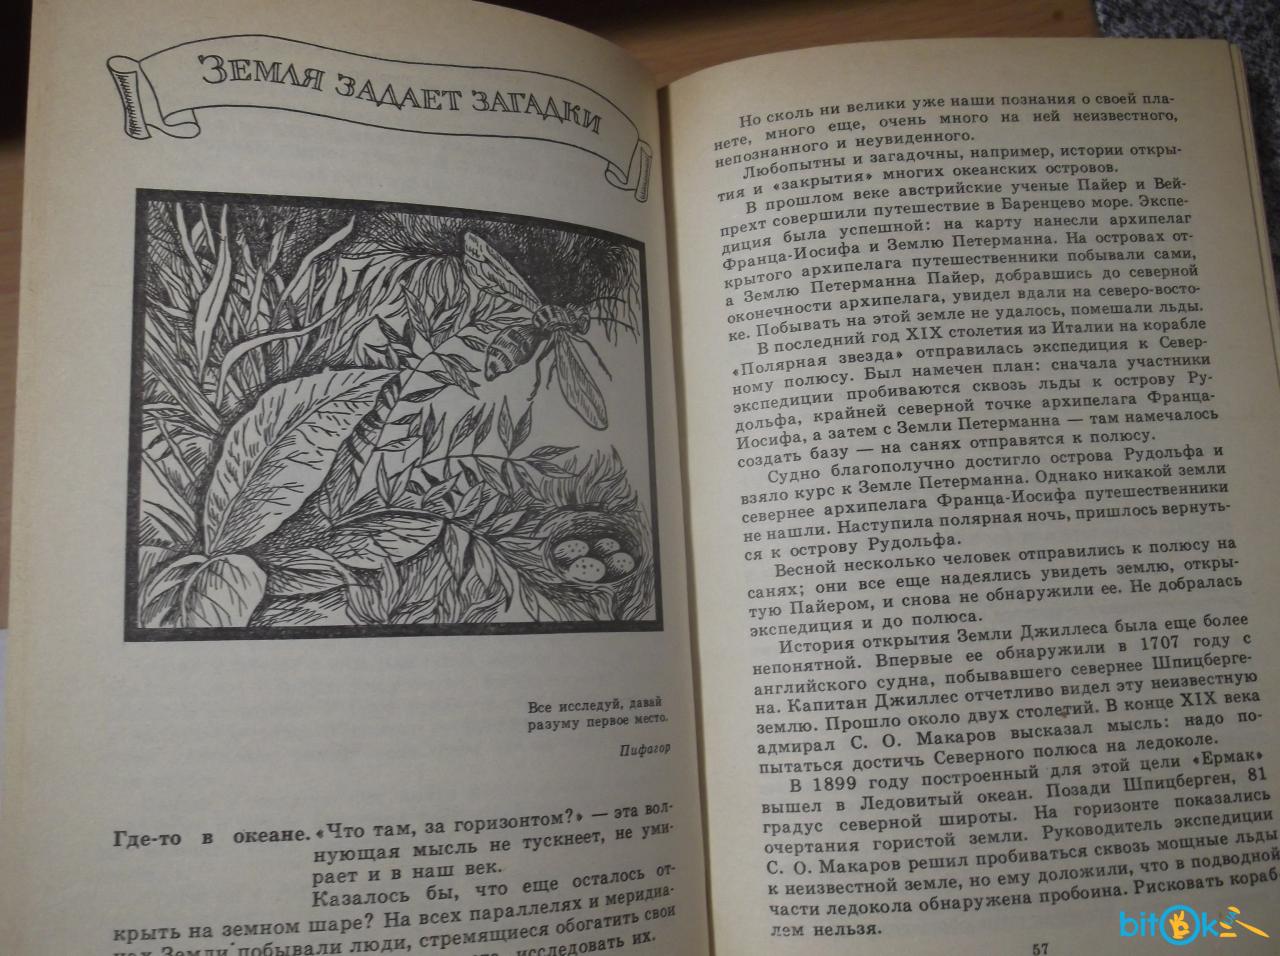 ЗЕМЛЯ ЗАДАЕТ ЗАГАДКИ
Все исследуй, давай
разуму первое место.
Пифагор
Где-то в океане. «Что там, за горизонтом?» — эта вол-
нующая мысль не тускнеет, не уми-
рает и в наш век.
Казалось бы, что еще осталось от-
крыть на земном шаре? На всех параллелях и меридиа-
нах Земли побывали люди, стремящиеся обогатить свои
исследовать их.
Но сколь ни велики уже наши познания о своей пла-
нете, много еще, очень много на ней неизвестного,
непознанного и неувиденного.
Любопытны и загадочны, например, истории откры-
тия и «закрытия» многих океанских островов.
В прошлом веке австрийские ученые Пайер и Вей-
прехт совершили путешествие в Баренцево море. Экспе-
диция была успешной: на карту нанесли архипелаг
Франца-Иосифа и Землю Петерманна. На островах от-
крытого архипелага путешественники побывали сами,
а Землю Петерманна Пайер, добравшись до северной
оконечности архипелага, увидел вдали на северо-восто-
ке. Побывать на этой земле не удалось, помешали льды.
В последний год XIX столетия из Италии на корабле
«Полярная звезда» отправилась экспедиция к Север-
ному полюсу. Был намечен план: сначала участники
экспедиции пробиваются сквозь льды к острову Ру-
дольфа, крайней северной точке архипелага Франца-
Иосифа, а затем с Земли Петерманна — там намечалось
создать базу — на санях отправятся к полюсу.
Судно благополучно достигло острова Рудольфа и
взяло курс к Земле Петерманна. Однако никакой земли
севернее архипелага Франца-Иосифа путешественники
не нашли. Наступила полярная ночь, пришлось вернуть-
ся к острову Рудольфа.
Весной несколько человек отправились к полюсу на
санях; они все еще надеялись увидеть землю, откры-
тую Пайером, и снова не обнаружили ее. Не добралась
экспедиция и до полюса.
История открытия Земли Джиллеса была еще более
непонятной. Впервые ее обнаружили в 1707 году с
английского судна, побывавшего севернее Шпицберге-
на. Капитан Джиллес отчетливо видел эту неизвестную
землю. Прошло около двух столетий. В конце XIX века
адмирал С. О. Макаров высказал мысль: надо по-
пытаться достичь Северного полюса на ледоколе.
В 1899 году построенный для этой цели «Ермак»
вышел в Ледовитый океан. Позади Шпицберген, 81
градус северной широты. На горизонте показались
очертания гористой земли. Руководитель экспедиции
С. О. Макаров решил пробиваться сквозь мощные льды
к неизвестной земле, но ему доложили, что в подводной
части ледокола обнаружена пробоина. Рисковать кораб-
лем нельзя.
57
bitOk